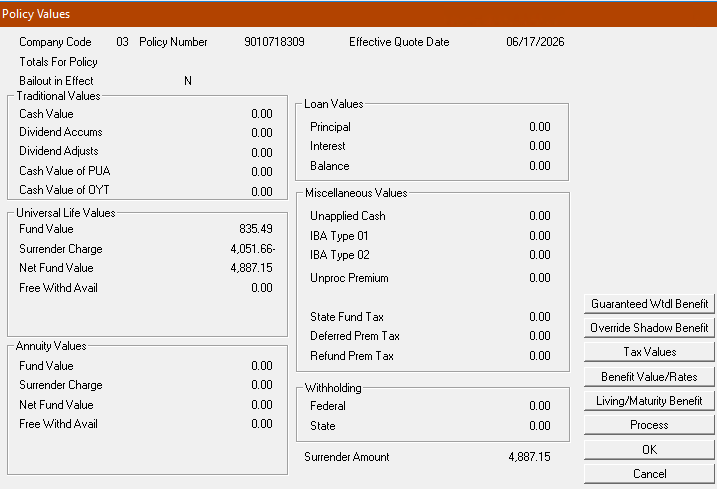 Policy Values
Company Code 03 Policy Number 9010718309 Effective Quote Date 06/17/2026
Totals For Policy
Bailout in Effect N
Traditional Values
Cash Value 0.00
Dividend Accums 0.00
Dividend Adjusts 0.00
Cash Value of PUA 0.00
Cash Value of OYT 0.00
Universal Life Values
Fund Value 835.49
Surrender Charge 4,051.66-
Net Fund Value 4,887.15
Free Withd Avail 0.00
Annuity Values
Fund Value 0.00
Surrender Charge 0.00
Net Fund Value 0.00
Free Withd Avail 0.00
Loan Values
Principal 0.00
Interest 0.00
Balance 0.00
Miscellaneous Values
Unapplied Cash 0.00
IBA Type 01 0.00
IBA Type 02 0.00
Unproc Premium 0.00
State Fund Tax 0.00
Deferred Prem Tax 0.00
Refund Prem Tax 0.00
Withholding
Federal 0.00
State 0.00
Surrender Amount 4,887.15
Guaranteed Wtdl Benefit
Override Shadow Benefit
Tax Values
Benefit Value/Rates
Living/Maturity Benefit
Process
OK
Cancel